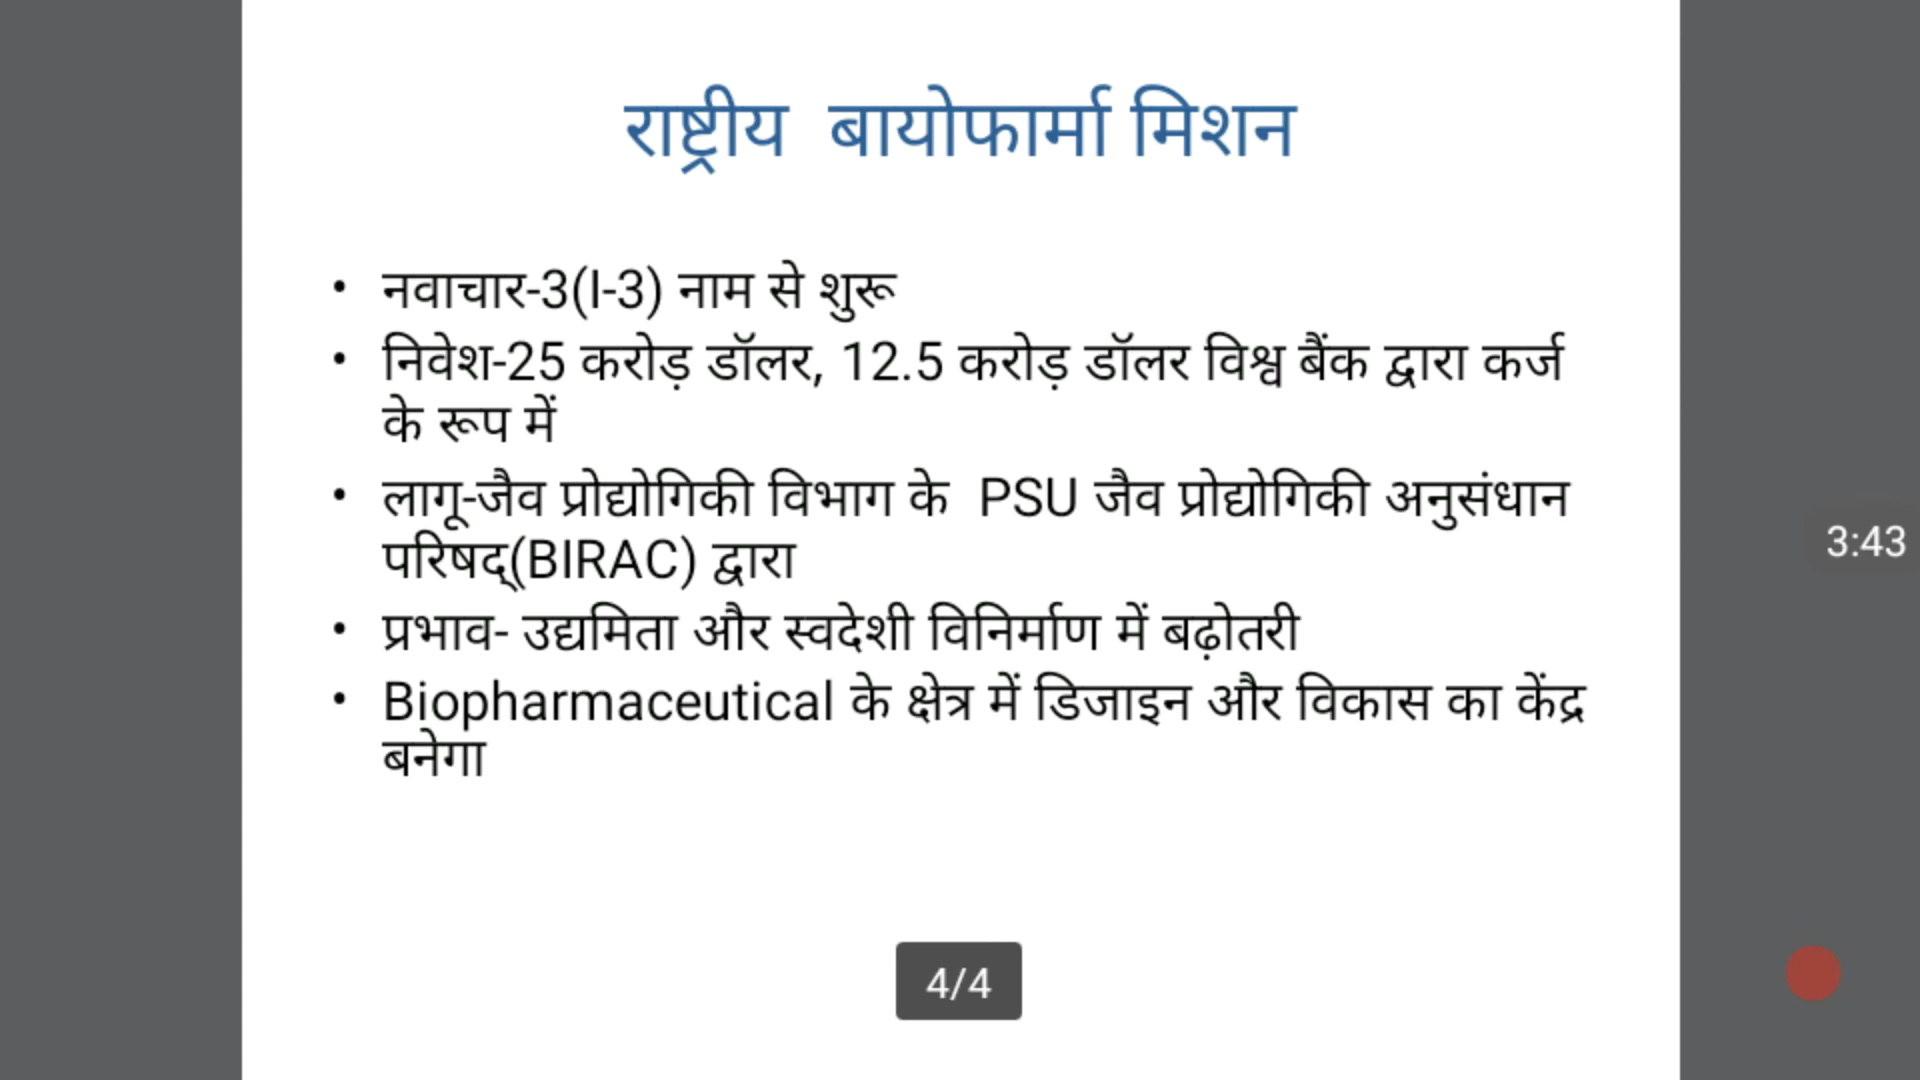 राष्ट्रीय बायोफार्मा मिशन
• नवाचार-3(I-3) नाम से शुरू
• निवेश-25 करोड़ डॉलर, 12.5 करोड़ डॉलर विश्व बैंक द्वारा कर्ज
के रूप में
• लागू-जैव प्रोद्योगिकी विभाग के PSU जैव प्रोद्योगिकी अनुसंधान
परिषद्(BIRAC) द्वारा
• प्रभाव- उद्यमिता और स्वदेशी विनिर्माण में बढ़ोतरी
• Biopharmaceutical के क्षेत्र में डिजाइन और विकास का केंद्र
बनेगा
3:43
4/4